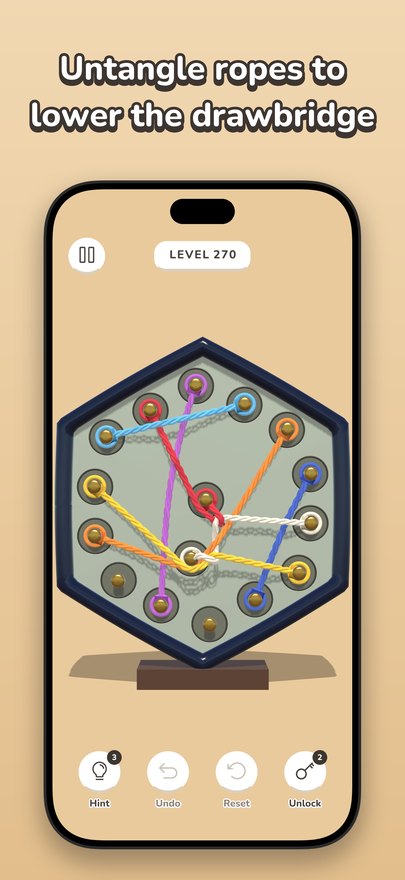 Untangle ropes to
lower the drawbridge
LEVEL 270
3
2
Hint
Undo
Reset
Unlock